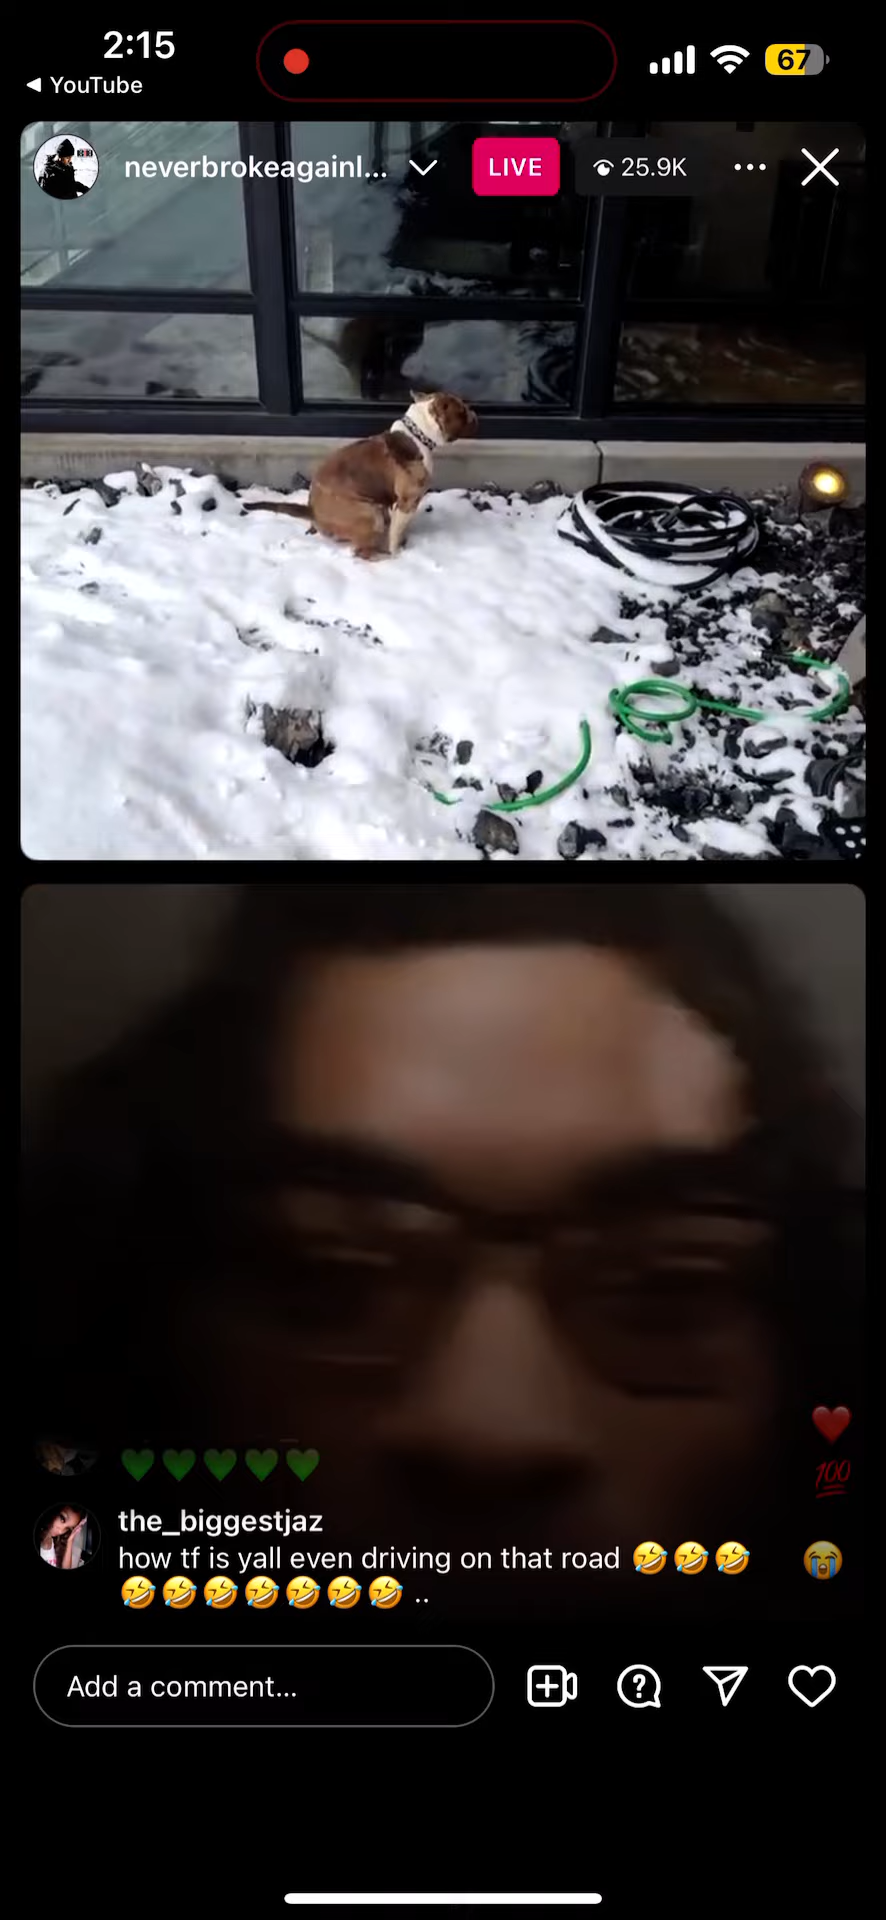 2:15
67
◀ YouTube
neverbrokeagainl...
LIVE
25.9K
💚💚💚💚💚
❤️
💯
the_biggestjaz
how tf is yall even driving on that road 🤣🤣🤣
🤣🤣🤣🤣🤣🤣🤣 ..
😭
Add a comment...